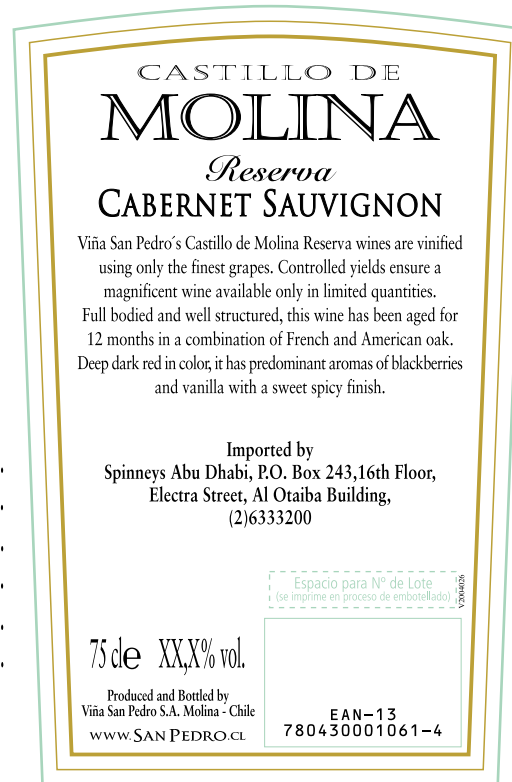 CASTILLO DE
MOLINA
Reserva
CABERNET SAUVIGNON
Viña San Pedro´s Castillo de Molina Reserva wines are vinified
using only the finest grapes. Controlled yields ensure a
magnificent wine available only in limited quantities.
Full bodied and well structured, this wine has been aged for
12 months in a combination of French and American oak.
Deep dark red in color, it has predominant aromas of blackberries
and vanilla with a sweet spicy finish.
Imported by
Spinneys Abu Dhabi, P.O. Box 243,16th Floor,
Electra Street, Al Otaiba Building,
(2)6333200
Espacio para Nº de Lote
(se imprime en proceso de embotellado)
V2004026
75 cl℮ XX,X% vol.
Produced and Bottled by
Viña San Pedro S.A. Molina - Chile
WWW.SAN PEDRO.CL
EAN-13
780430001061-4